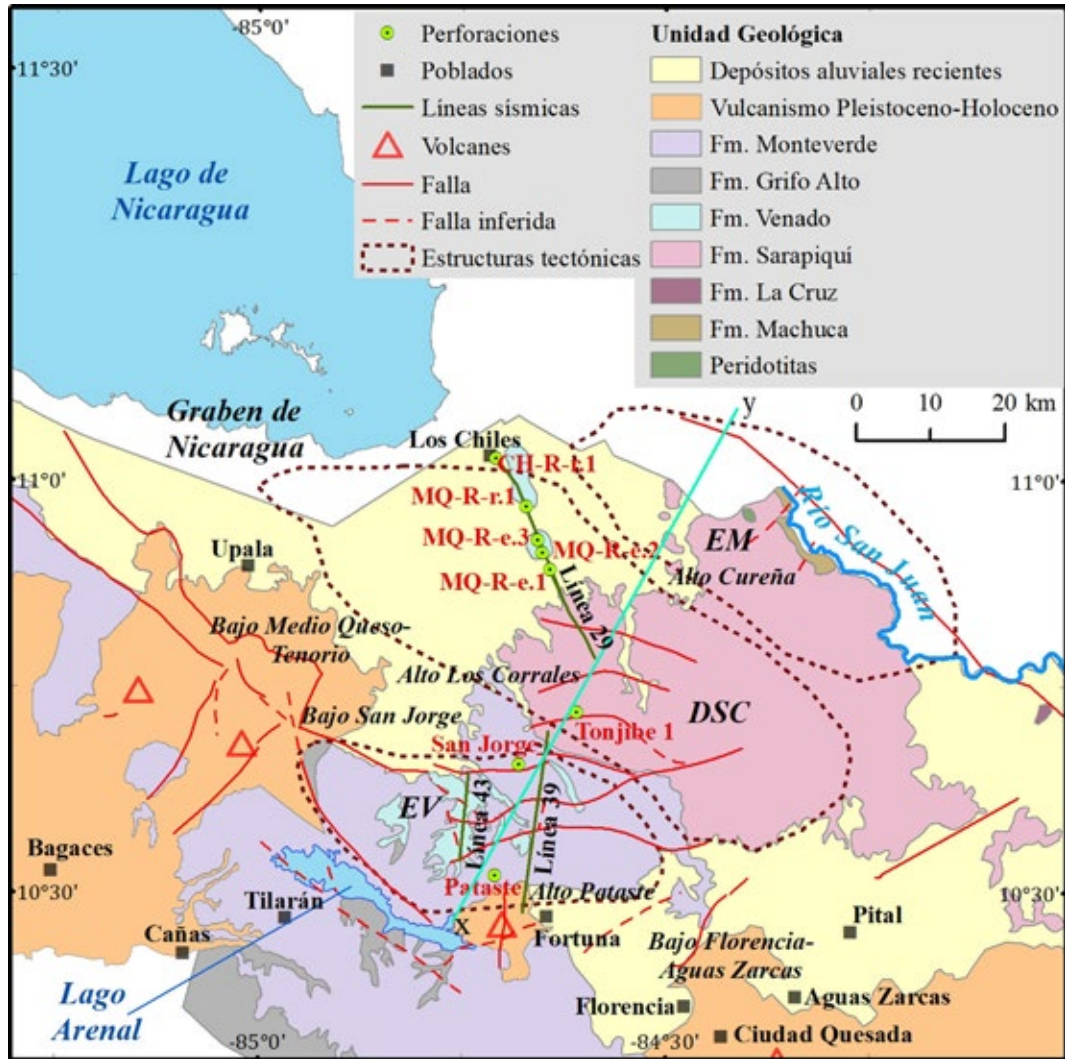 -85°0'
11°30'
Perforaciones
Poblados
Líneas sísmicas
Volcanes
Falla
Falla inferida
Estructuras tectónicas
Unidad Geológica
Depósitos aluviales recientes
Vulcanismo Pleistoceno-Holoceno
Fm. Monteverde
Fm. Grifo Alto
Fm. Venado
Fm. Sarapiquí
Fm. La Cruz
Fm. Machuca
Peridotitas
Lago de
Nicaragua
0 10 20 km
y
Graben de
Nicaragua
Los Chiles
CH-R-t.1
11°0'
11°0'
MQ-R-r.1
Río San Juan
MQ-R-e.3
MQ-R-e.2
EM
Upala
Alto Cureña
MQ-R-e.1
Línea 29
Bajo Medio Queso-
Tenorio
Alto Los Corrales
Bajo San Jorge
DSC
Tonjibe 1
San Jorge
EV
Línea 43
Línea 39
Bagaces
10°30'
10°30'
Pataste
Alto Pataste
Tilarán
x
Fortuna
Pital
Cañas
Bajo Florencia-
Aguas Zarcas
Lago
Arenal
Florencia
Aguas Zarcas
Ciudad Quesada
-85°0'
-84°30'